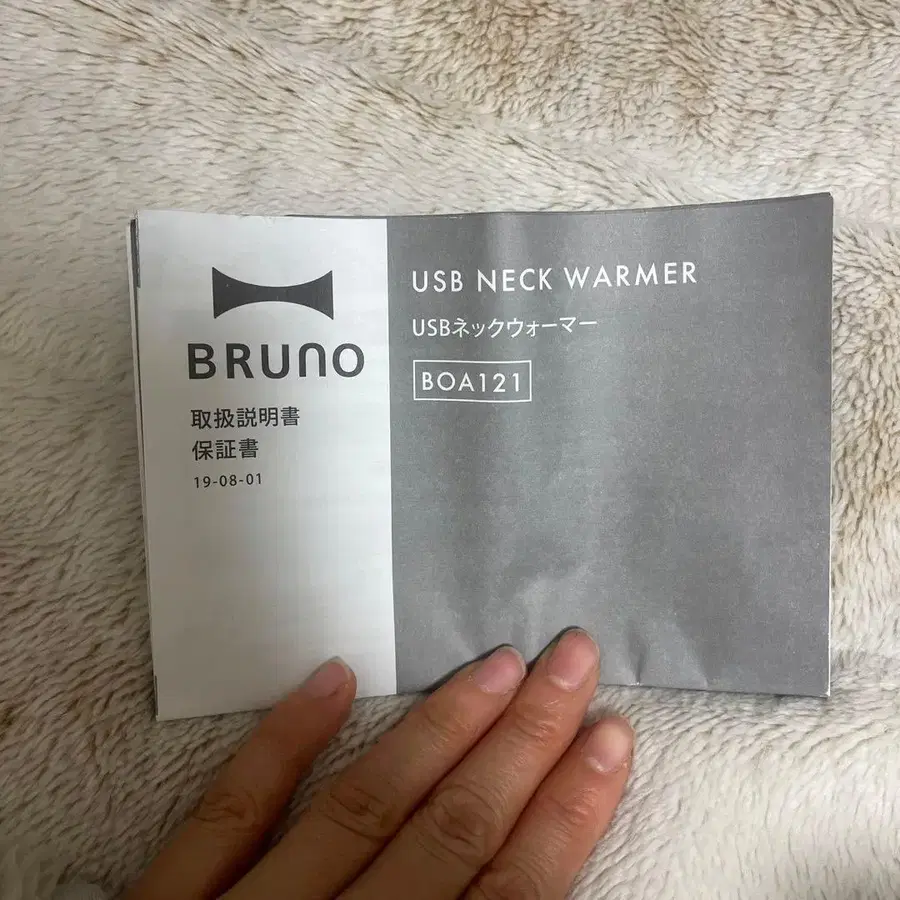 BRUNO
取扱説明書
保証書
19-08-01
USB NECK WARMER
USBネックウォーマー
BOA121